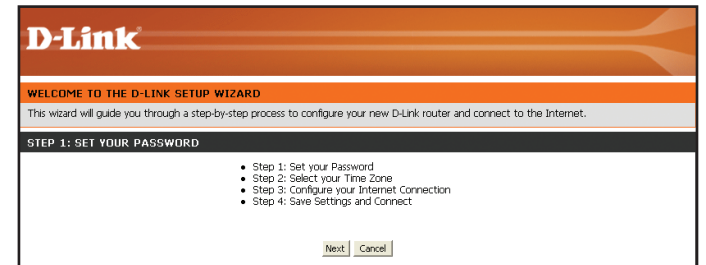 D-Link
WELCOME TO THE D-LINK SETUP WIZARD
This wizard will guide you through a step-by-step process to configure your new D-Link router and connect to the Internet.
STEP 1: SET YOUR PASSWORD
• Step 1: Set your Password
• Step 2: Select your Time Zone
• Step 3: Configure your Internet Connection
• Step 4: Save Settings and Connect
Next Cancel